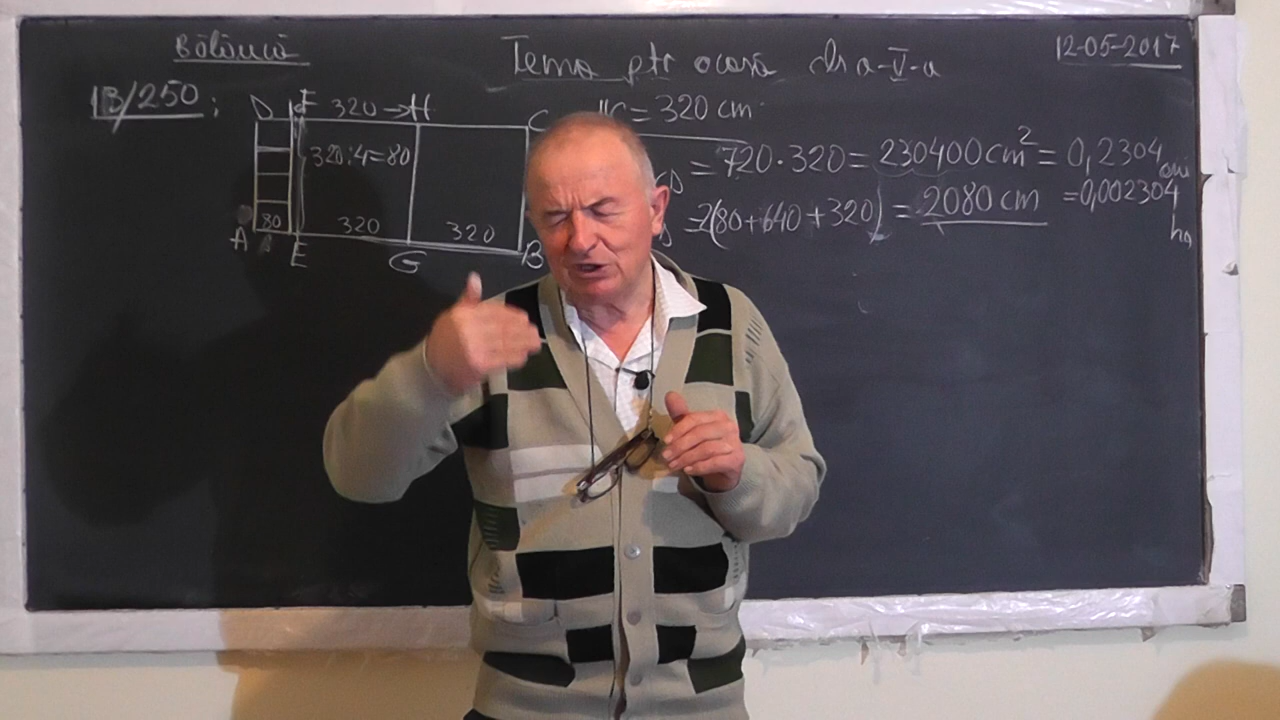 Tema ptr acasă cls a-V-a
12-05-2017
13/250;
D F 320 → H C = 320 cm
320:4=80
= 720·320 = 230400 cm² = 0,2304
= 2(80+640+320) = 2080 cm = 0,002304
ha
80 320 320
A E G B